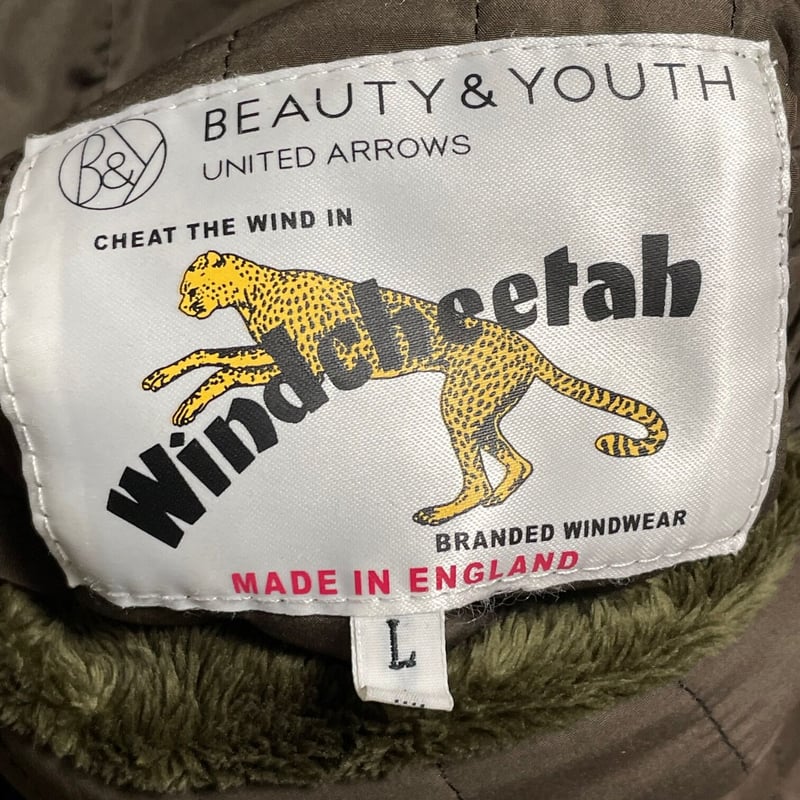 B&Y
BEAUTY & YOUTH
UNITED ARROWS
CHEAT THE WIND IN
Windcheetah
BRANDED WINDWEAR
MADE IN ENGLAND
L